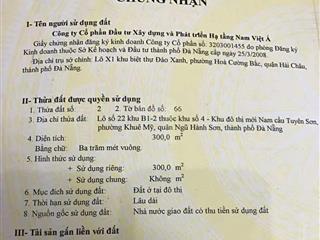 CHỨNG NHẬN
I- Tên người sử dụng đất
Công ty Cổ phần Đầu tư Xây dựng và Phát triển Hạ tầng Nam Việt Á
Giấy chứng nhận đăng ký kinh doanh Công ty Cổ phần số: 3203001455 do phòng Đăng ký
Kinh doanh thuộc Sở Kế hoạch và Đầu tư thành phố Đà Nẵng cấp ngày 25/3/2008.
Địa chỉ trụ sở chính: Lô X1 khu biệt thự Đảo Xanh, phường Hoà Cường Bắc, quận Hải Châu,
thành phố Đà Nẵng.
II- Thửa đất được quyền sử dụng
1. Thửa đất số: 2 2. Tờ bản đồ số: 66
3. Địa chỉ thửa đất: Lô số 22 khu B1-2 thuộc khu số 4 - Khu đô thị mới Nam cầu Tuyên Sơn,
phường Khuê Mỹ, quận Ngũ Hành Sơn, thành phố Đà Nẵng
4. Diện tích: 300,0 m²
Bằng chữ: Ba trăm mét vuông.
5. Hình thức sử dụng:
+ Sử dụng riêng: 300,0 m²
+ Sử dụng chung: Không m²
6. Mục đích sử dụng đất: Đất ở tại đô thị
7. Thời hạn sử dụng đất: Lâu dài
8. Nguồn gốc sử dụng đất: Nhà nước giao đất có thu tiền sử dụng đất
III- Tài sản gắn liền với đất